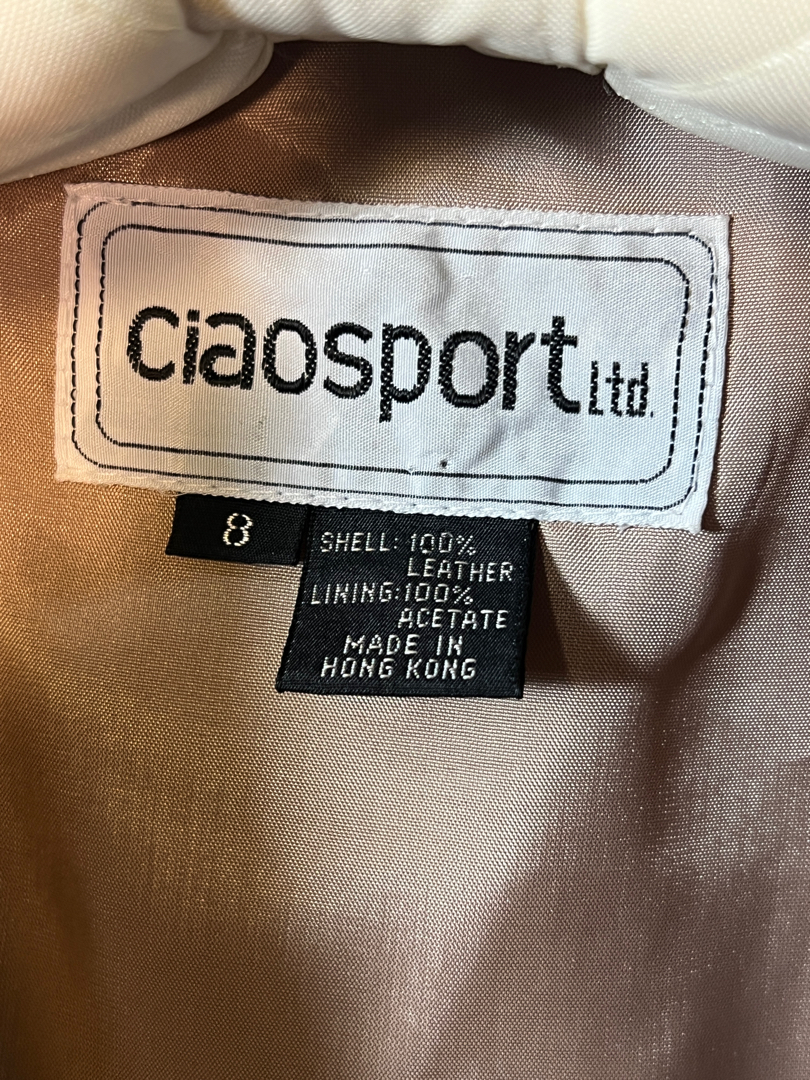 ciaosport Ltd.
8
SHELL: 100%
LEATHER
LINING: 100%
ACETATE
MADE IN
HONG KONG